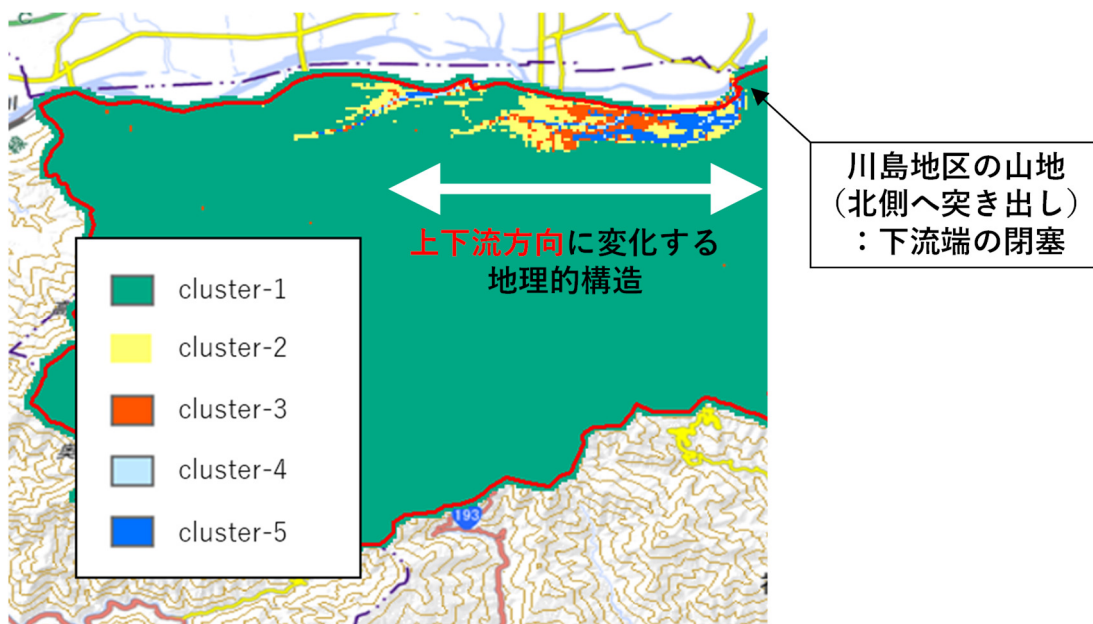 川島地区の山地
（北側へ突き出し）
：下流端の閉塞
上下流方向に変化する
地理的構造
cluster-1
cluster-2
cluster-3
cluster-4
cluster-5
193